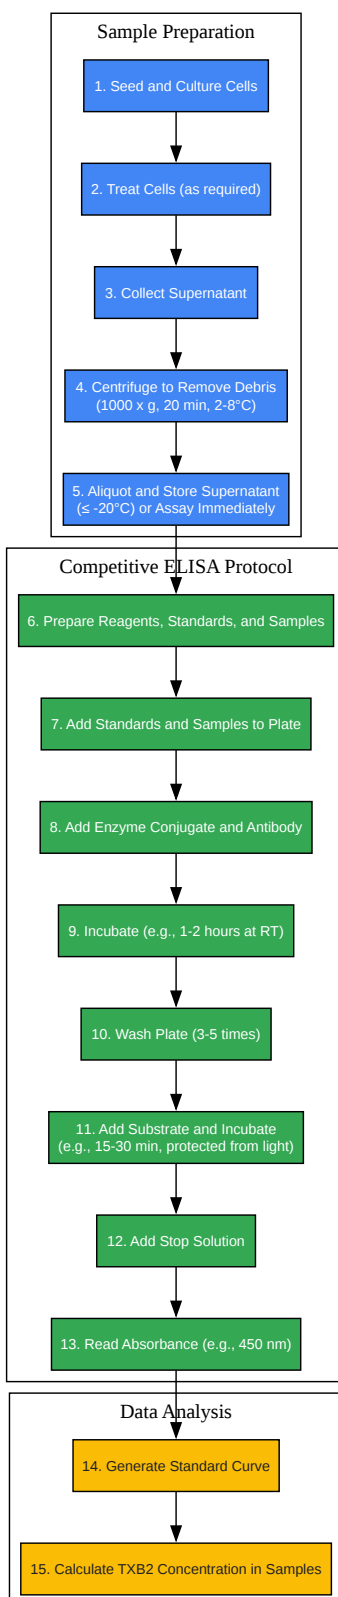 Sample Preparation
1. Seed and Culture Cells
2. Treat Cells (as required)
3. Collect Supernatant
4. Centrifuge to Remove Debris
(1000 x g, 20 min, 2-8°C)
5. Aliquot and Store Supernatant
(≤ -20°C) or Assay Immediately
Competitive ELISA Protocol
6. Prepare Reagents, Standards, and Samples
7. Add Standards and Samples to Plate
8. Add Enzyme Conjugate and Antibody
9. Incubate (e.g., 1-2 hours at RT)
10. Wash Plate (3-5 times)
11. Add Substrate and Incubate
(e.g., 15-30 min, protected from light)
12. Add Stop Solution
13. Read Absorbance (e.g., 450 nm)
Data Analysis
14. Generate Standard Curve
15. Calculate TXB2 Concentration in Samples